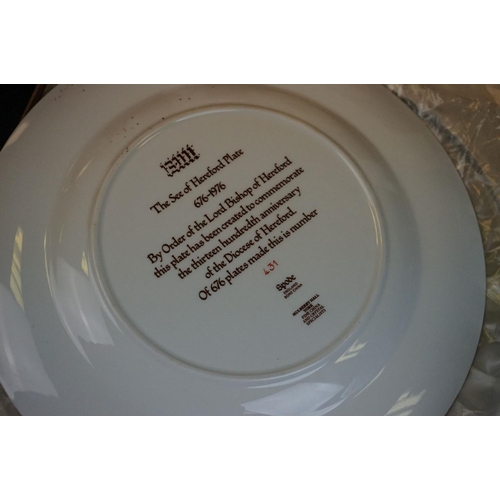 The See of Hereford Plate
676-1976
By Order of the Lord Bishop of Hereford
this plate has been created to commemorate
the thirteen hundredth anniversary
of the Diocese of Hereford
Of 676 plates made this is number
431
Spode